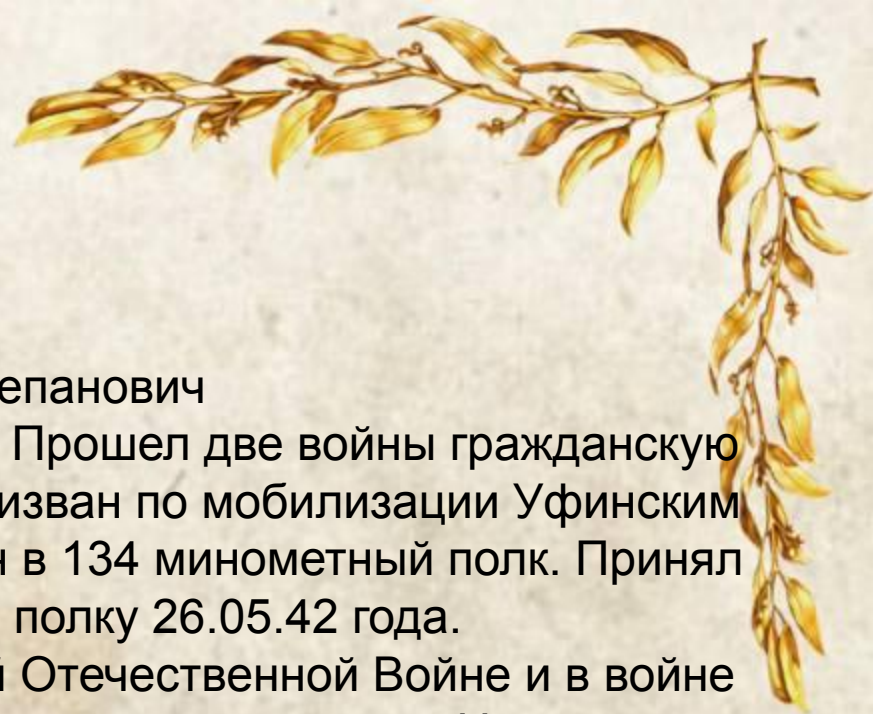 епанович
Прошел две войны гражданскую
изван по мобилизации Уфинским
н в 134 минометный полк. Принял
полку 26.05.42 года.
й Отечественной Войне и в войне